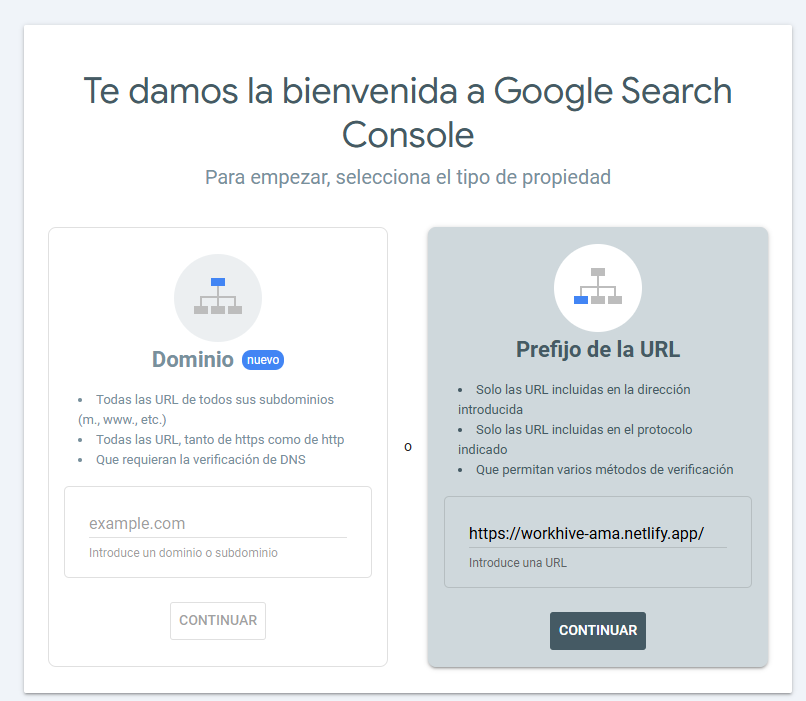 Te damos la bienvenida a Google Search
Console
Para empezar, selecciona el tipo de propiedad
Dominio nuevo
• Todas las URL de todos sus subdominios
(m., www., etc.)
• Todas las URL, tanto de https como de http
• Que requieran la verificación de DNS
example.com
Introduce un dominio o subdominio
CONTINUAR
o
Prefijo de la URL
• Solo las URL incluidas en la dirección
introducida
• Solo las URL incluidas en el protocolo
indicado
• Que permitan varios métodos de verificación
https://workhive-ama.netlify.app/
Introduce una URL
CONTINUAR